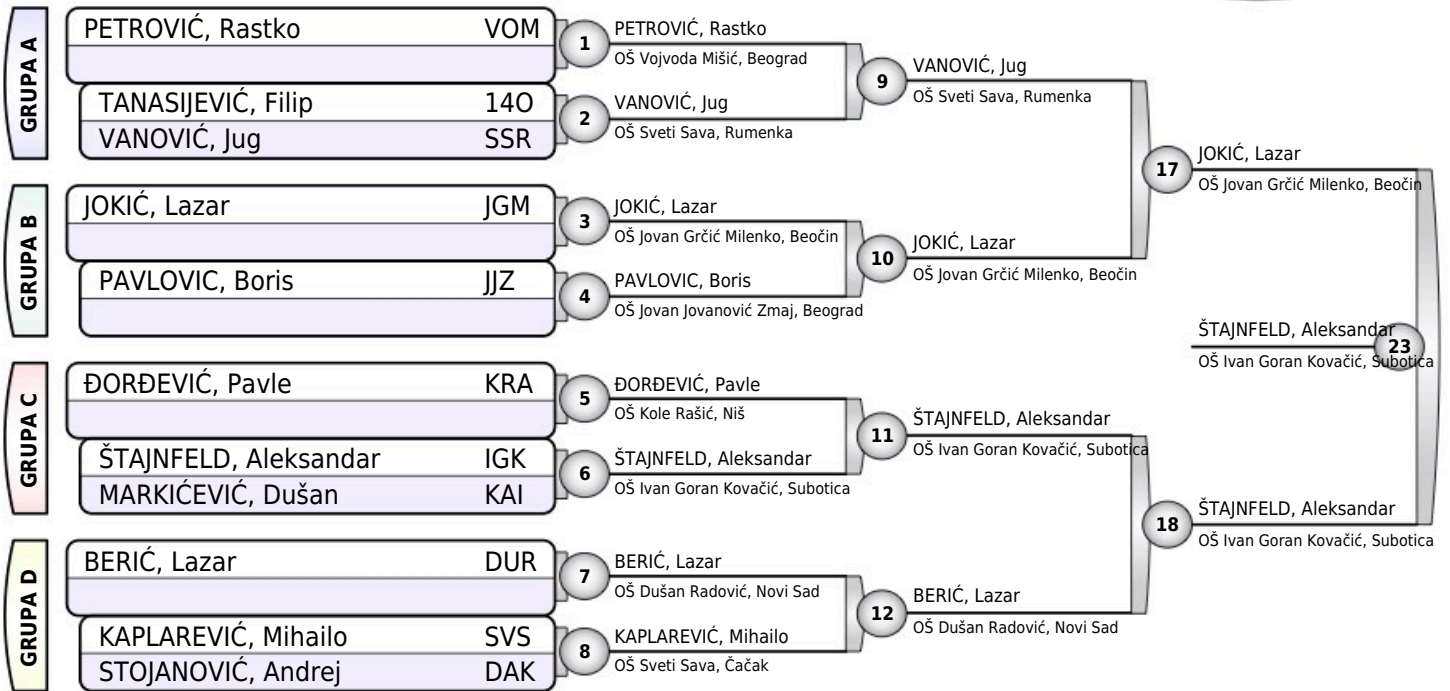 GRUPA A
PETROVIĆ, Rastko VOM
TANASIJEVIĆ, Filip 14O
VANOVIĆ, Jug SSR
GRUPA B
JOKIĆ, Lazar JGM
PAVLOVIC, Boris JJZ
GRUPA C
ĐORĐEVIĆ, Pavle KRA
ŠTAJNFELD, Aleksandar IGK
MARKIĆEVIĆ, Dušan KAI
GRUPA D
BERIĆ, Lazar DUR
KAPLAREVIĆ, Mihailo SVS
STOJANOVIĆ, Andrej DAK
1
PETROVIĆ, Rastko
OŠ Vojvoda Mišić, Beograd
2
VANOVIĆ, Jug
OŠ Sveti Sava, Rumenka
3
JOKIĆ, Lazar
OŠ Jovan Grčić Milenko, Beočin
4
PAVLOVIC, Boris
OŠ Jovan Jovanović Zmaj, Beograd
5
ĐORĐEVIĆ, Pavle
OŠ Kole Rašić, Niš
6
ŠTAJNFELD, Aleksandar
OŠ Ivan Goran Kovačić, Subotica
7
BERIĆ, Lazar
OŠ Dušan Radović, Novi Sad
8
KAPLAREVIĆ, Mihailo
OŠ Sveti Sava, Čačak
9
VANOVIĆ, Jug
OŠ Sveti Sava, Rumenka
10
JOKIĆ, Lazar
OŠ Jovan Grčić Milenko, Beočin
11
ŠTAJNFELD, Aleksandar
OŠ Ivan Goran Kovačić, Subotica
12
BERIĆ, Lazar
OŠ Dušan Radović, Novi Sad
17
JOKIĆ, Lazar
OŠ Jovan Grčić Milenko, Beočin
18
ŠTAJNFELD, Aleksandar
OŠ Ivan Goran Kovačić, Subotica
23
ŠTAJNFELD, Aleksandar
OŠ Ivan Goran Kovačić, Subotica